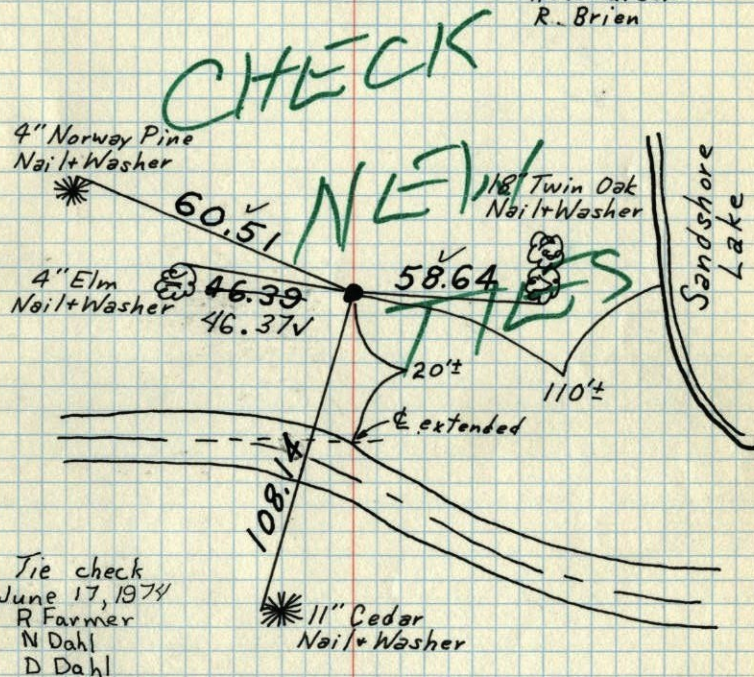 R. Brien
CHECK
NEW
TIES
4" Norway Pine
Nail + Washer
60.51 ✓
18" Twin Oak
Nail + Washer
58.64 ✓
Sandshore
Lake
4" Elm
Nail + Washer
46.39
46.37 ✓
20'±
110'±
℄ extended
108.14
Tie check
June 17, 1974
R Farmer
N Dahl
D Dahl
11" Cedar
Nail + Washer